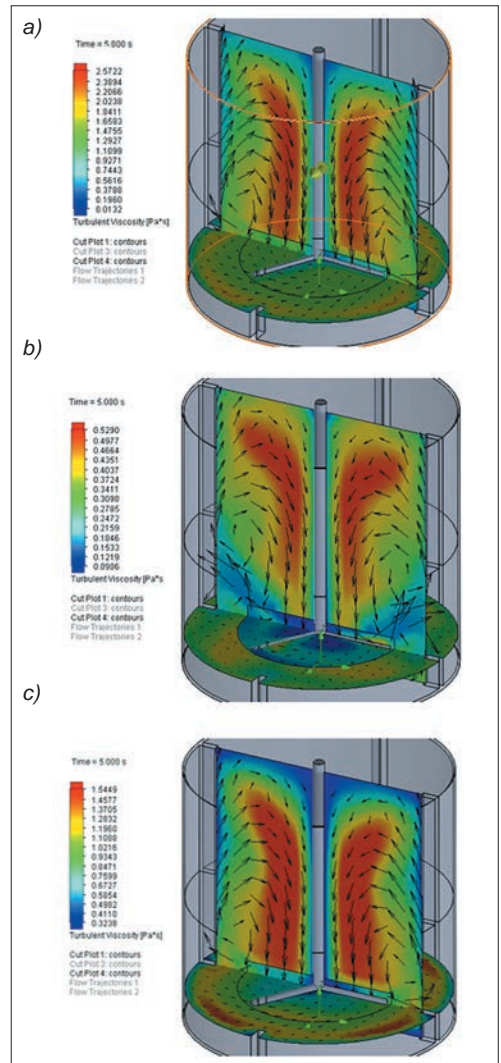 a)
Time = 5.000 s
2.5722
2.3894
2.2066
2.0238
1.8411
1.6583
1.4755
1.2927
1.1099
0.9271
0.7443
0.5616
0.3788
0.1960
0.0132
Turbulent Viscosity [Pa*s]
Cut Plot 1: contours
Cut Plot 3: contours
Cut Plot 4: contours
Flow Trajectories 1
Flow Trajectories 2
b)
Time = 5.000 s
0.5290
0.4977
0.4664
0.4351
0.4037
0.3724
0.3411
0.3098
0.2785
0.2472
0.2159
0.1846
0.1533
0.1219
0.0906
Turbulent Viscosity [Pa*s
Cut Plot 1: contours
Cut Plot 3: contours
Cut Plot 4: contours
Flow Trajectories 1
Flow Trajectories 2
c)
Time = 5.000 s
1.5449
1.4577
1.3705
1.2832
1.1960
1.1088
1.0216
0.9343
0.8471
0.7599
0.6727
0.5854
0.4982
0.4110
0.3238
Turbulent Viscosity [Pa*s]
Cut Plot 1: contours
Cut Plot 3: contours
Cut Plot 4: contours
Flow Trajectories 1
Flow Trajectories 2